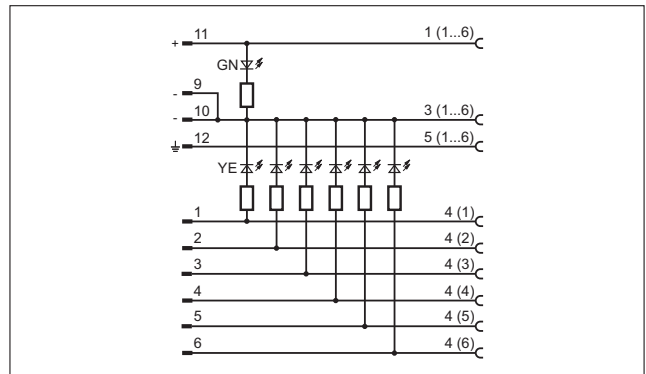 + 11 1 (1...6)
GN
- 9
- 10 3 (1...6)
12 5 (1...6)
YE
1 4 (1)
2 4 (2)
3 4 (3)
4 4 (4)
5 4 (5)
6 4 (6)